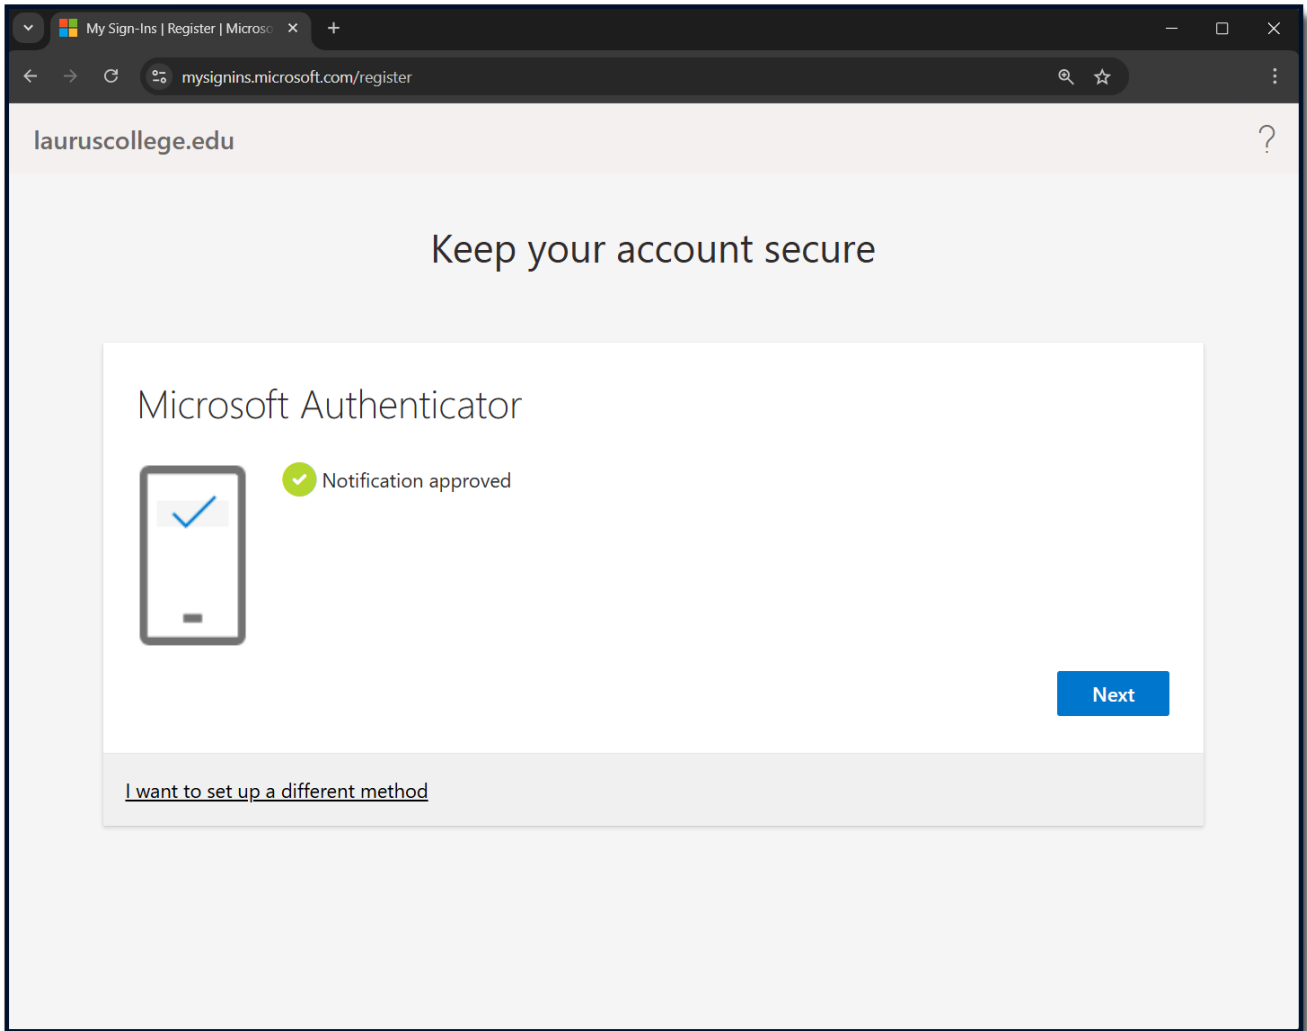 My Sign-Ins | Register | Microso
mysignins.microsoft.com/register
lauruscollege.edu
?
Keep your account secure
Microsoft Authenticator
Notification approved
Next
I want to set up a different method